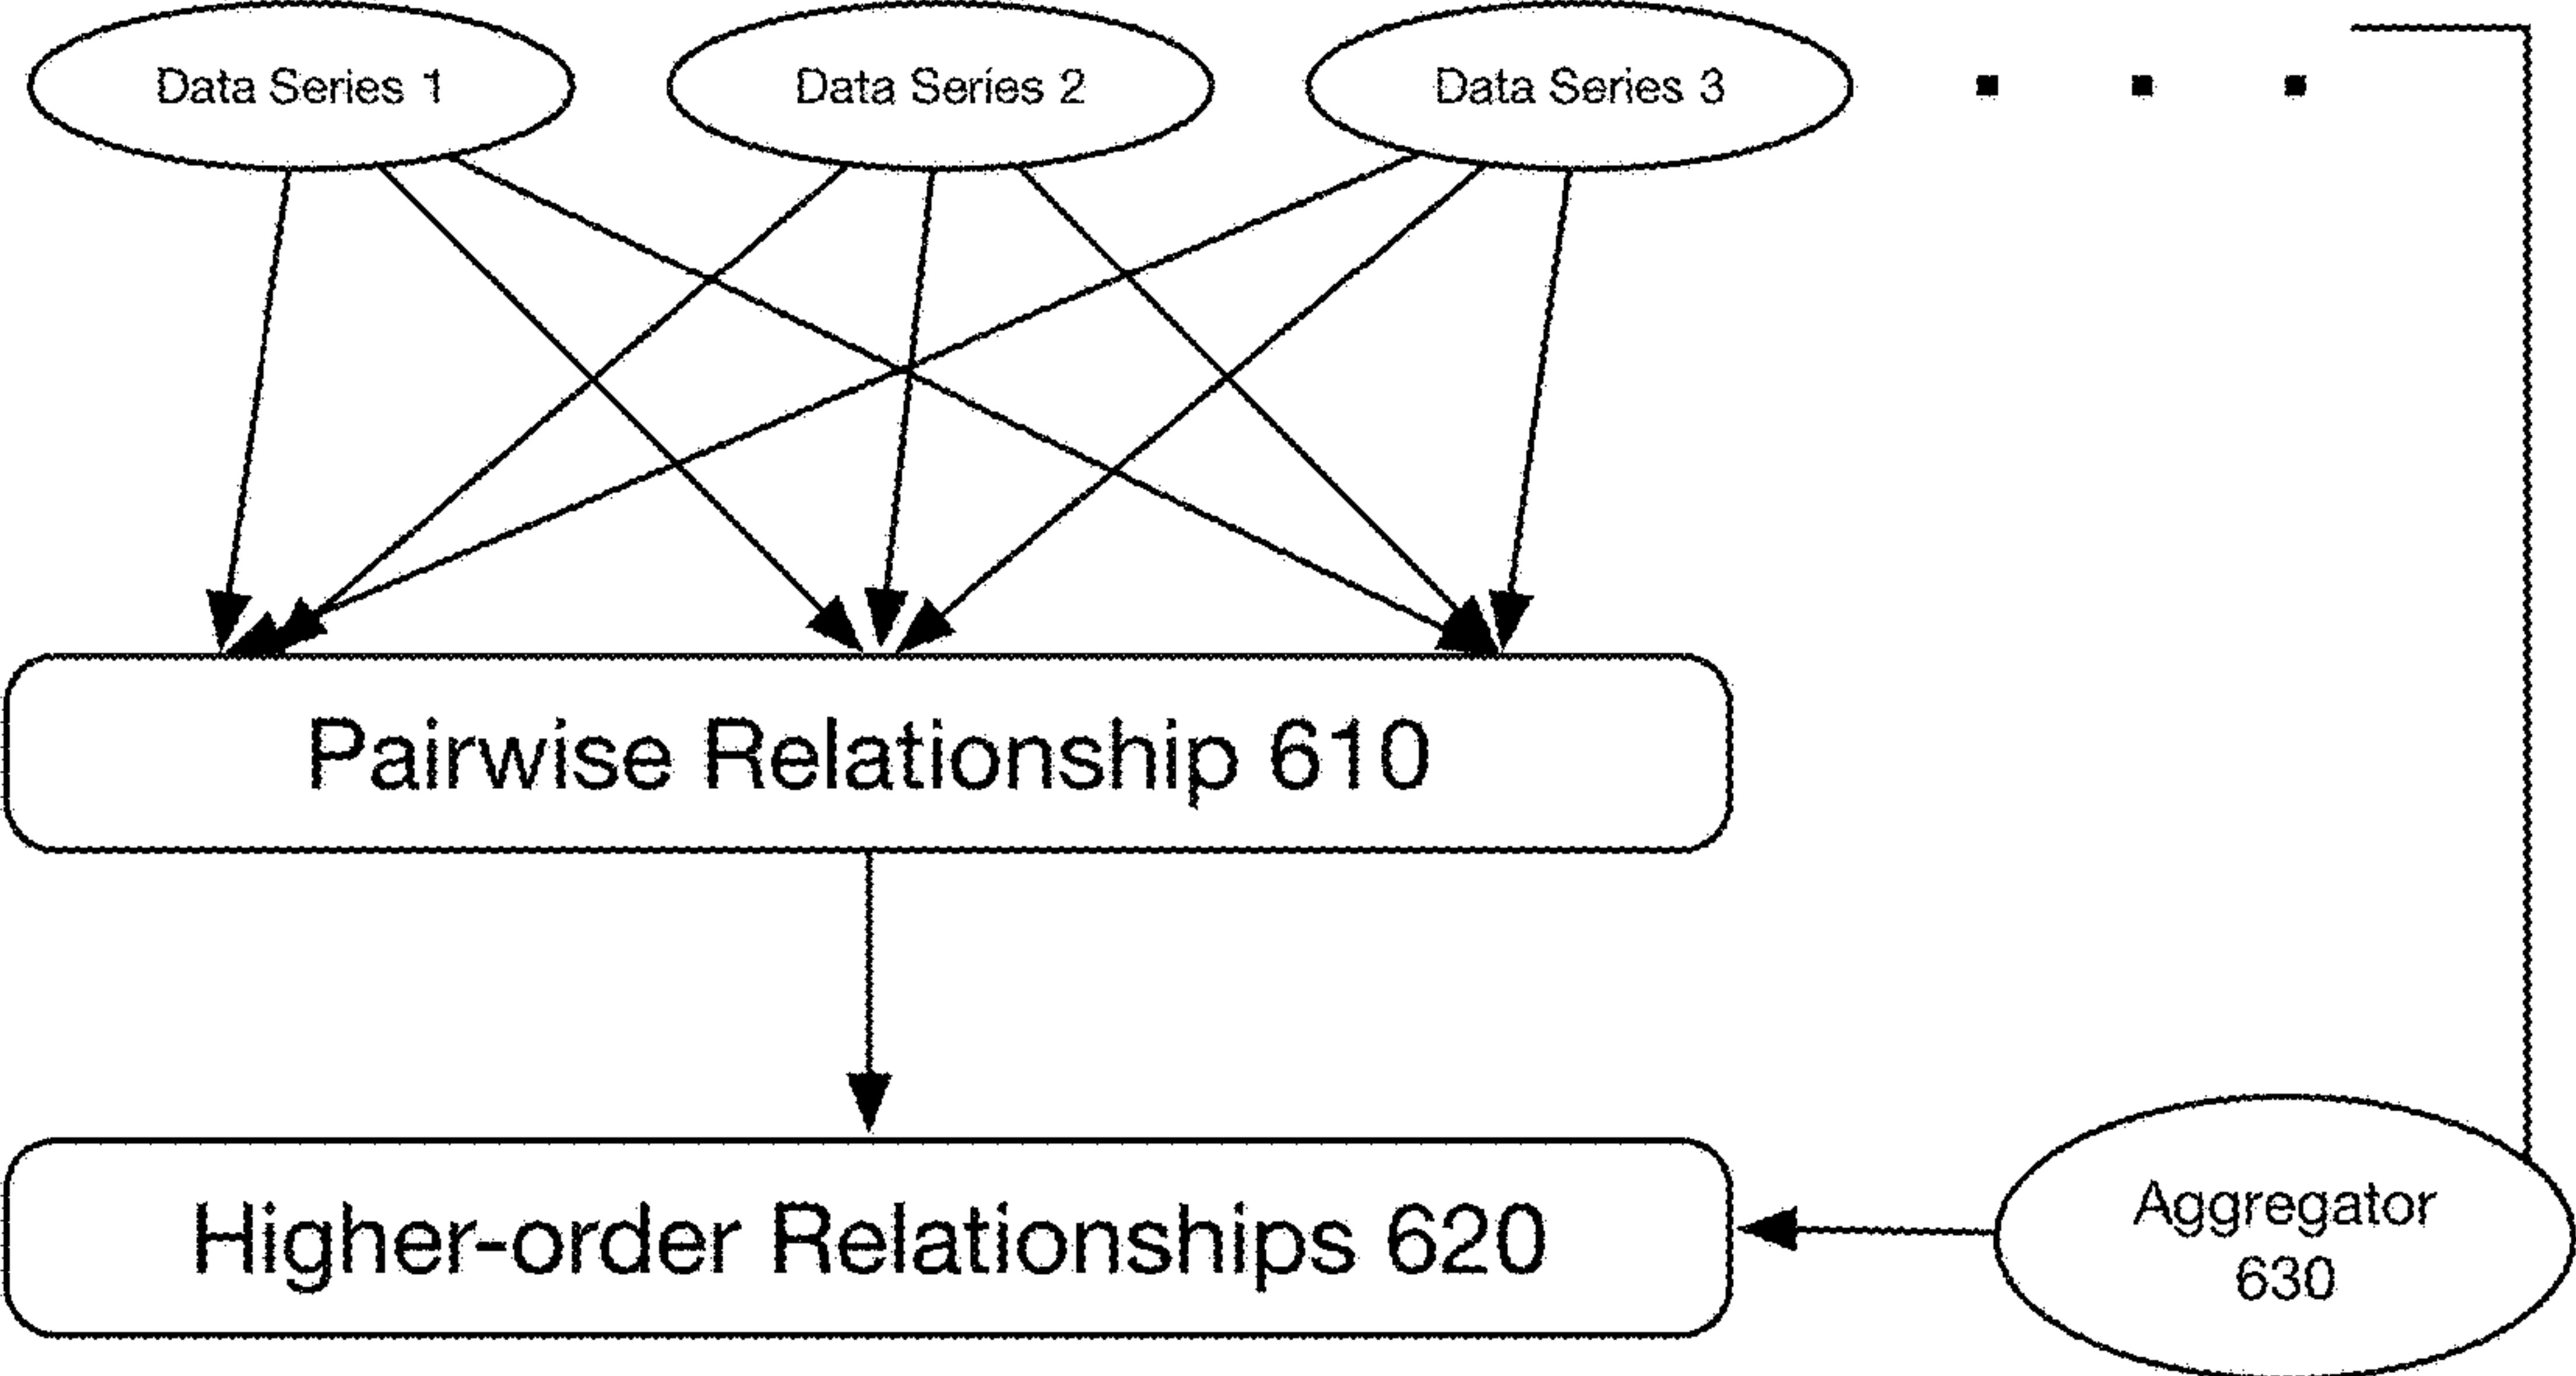 Data Series 1
Data Series 2
Data Series 3
Pairwise Relationship 610
Higher-order Relationships 620
Aggregator
630